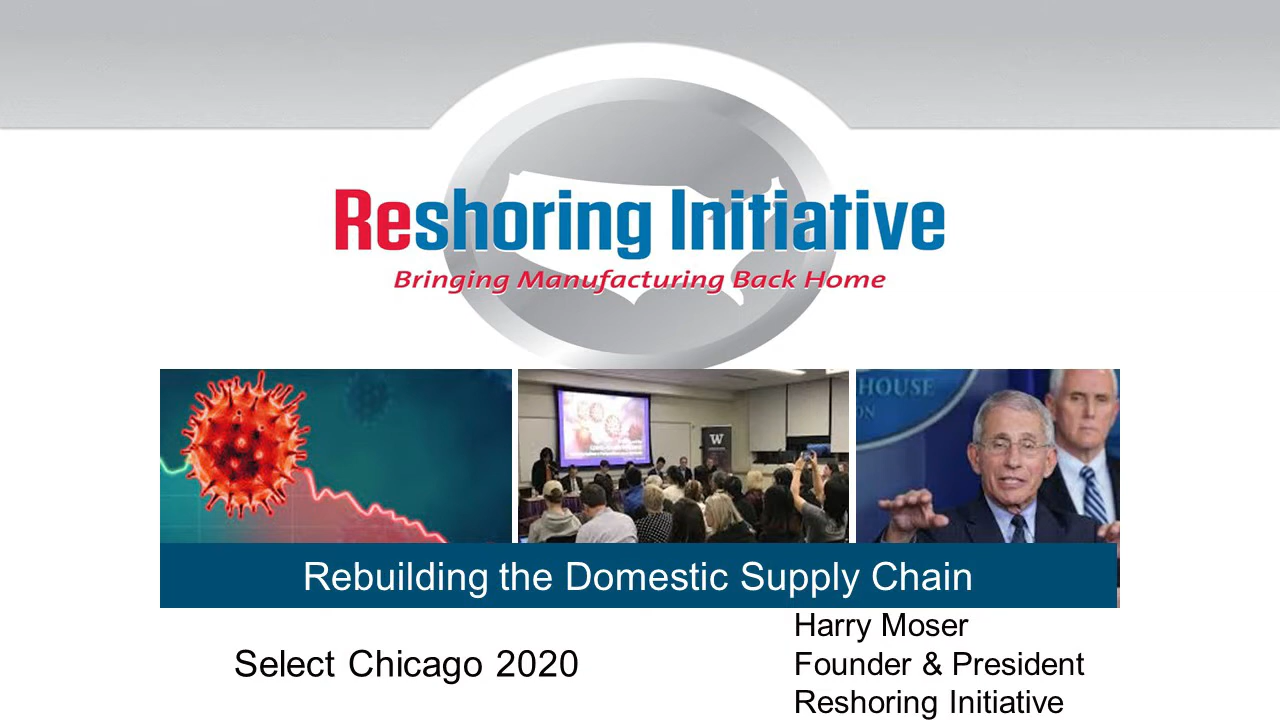 Reshoring Initiative
Bringing Manufacturing Back Home
W
HOUSE
ON
Rebuilding the Domestic Supply Chain
Select Chicago 2020
Harry Moser
Founder & President
Reshoring Initiative